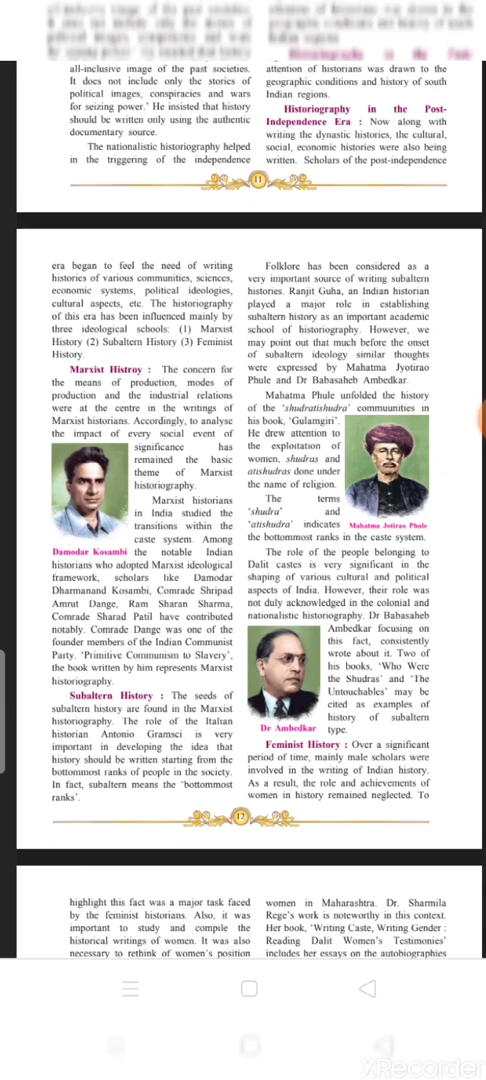 all-inclusive image of the past societies.
It does not include only the stories of
political images, conspiracies and wars
for seizing power.' He insisted that history
should be written only using the authentic
documentary source.
The nationalistic historiography helped
in the triggering of the independence
attention of historians was drawn to the
geographic conditions and history of south
Indian regions.
Historiography in the Post-
Independence Era : Now along with
writing the dynastic histories, the cultural,
social, economic histories were also being
written. Scholars of the post-independence
11
era began to feel the need of writing
histories of various communities, sciences,
economic systems, political ideologies,
cultural aspects, etc. The historiography
of this era has been influenced mainly by
three ideological schools: (1) Marxist
History (2) Subaltern History (3) Feminist
History.
Marxist Histroy : The concern for
the means of production, modes of
production and the industrial relations
were at the centre in the writings of
Marxist historians. Accordingly, to analyse
the impact of every social event of
significance has
remained the basic
theme of Marxist
historiography.
Marxist historians
in India studied the
transitions within the
caste system. Among
Damodar Kosambi the notable Indian
historians who adopted Marxist ideological
framework, scholars like Damodar
Dharmanand Kosambi, Comrade Shripad
Amrut Dange, Ram Sharan Sharma,
Comrade Sharad Patil have contributed
notably. Comrade Dange was one of the
founder members of the Indian Communist
Party. 'Primitive Communism to Slavery',
the book written by him represents Marxist
historiography.
Subaltern History : The seeds of
subaltern history are found in the Marxist
historiography. The role of the Italian
historian Antonio Gramsci is very
important in developing the idea that
history should be written starting from the
bottommost ranks of people in the society.
In fact, subaltern means the 'bottommost
ranks'.
Folklore has been considered as a
very important source of writing subaltern
histories. Ranjit Guha, an Indian historian
played a major role in establishing
subaltern history as an important academic
school of historiography. However, we
may point out that much before the onset
of subaltern ideology similar thoughts
were expressed by Mahatma Jyotirao
Phule and Dr Babasaheb Ambedkar.
Mahatma Phule unfolded the history
of the 'shudratishudra' commuunities in
his book, 'Gulamgiri'.
He drew attention to
the exploitation of
women, shudras and
atishudras done under
the name of religion.
The terms
'shudra' and
'atishudra' indicates Mahatma Jotirao Phule
the bottommost ranks in the caste system.
The role of the people belonging to
Dalit castes is very significant in the
shaping of various cultural and political
aspects of India. However, their role was
not duly acknowledged in the colonial and
nationalistic historiography. Dr Babasaheb
Ambedkar focusing on
this fact, consistently
wrote about it. Two of
his books, 'Who Were
the Shudras' and 'The
Untouchables' may be
cited as examples of
history of subaltern
Dr Ambedkar type.
Feminist History : Over a significant
period of time, mainly male scholars were
involved in the writing of Indian history.
As a result, the role and achievements of
women in history remained neglected. To
12
highlight this fact was a major task faced
by the feminist historians. Also, it was
important to study and compile the
historical writings of women. It was also
necessary to rethink of women's position
women in Maharashtra. Dr. Sharmila
Rege's work is noteworthy in this context.
Her book, 'Writing Caste, Writing Gender :
Reading Dalit Women's Testimonies'
includes her essays on the autobiographies
XRecorder